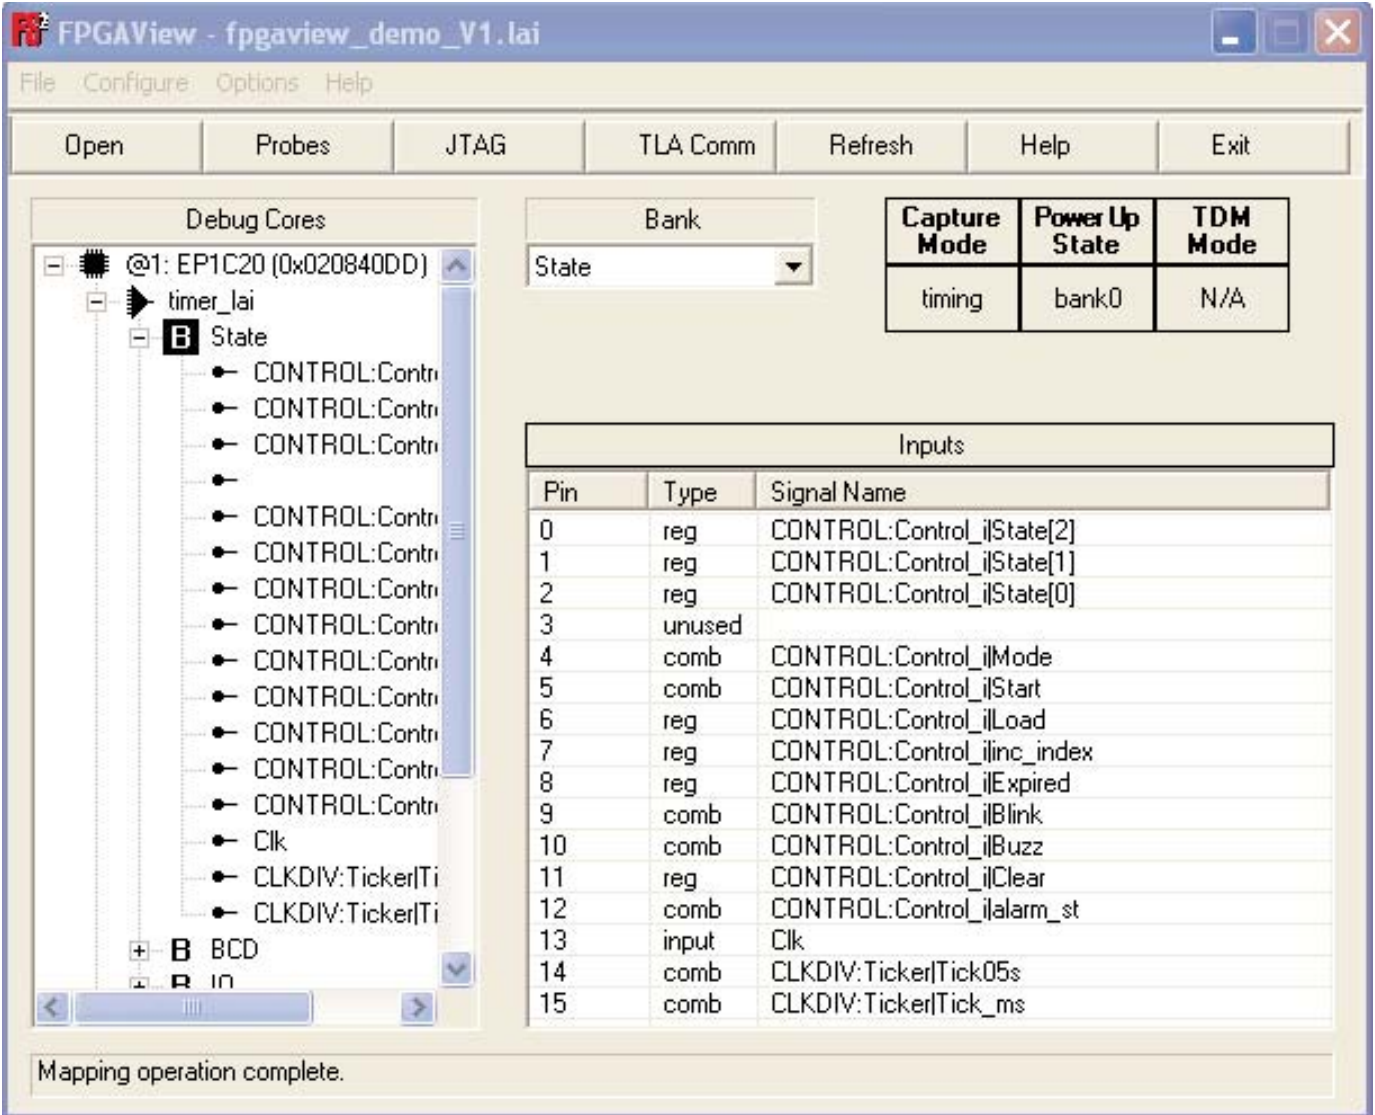 FS2 FPGAView - fpgaview_demo_V1.lai
File Configure Options Help
Open Probes JTAG TLA Comm Refresh Help Exit
Debug Cores
@1: EP1C20 (0x020840DD)
timer_lai
B State
CONTROL:Contr
CONTROL:Contr
CONTROL:Contr
CONTROL:Contr
CONTROL:Contr
CONTROL:Contr
CONTROL:Contr
CONTROL:Contr
CONTROL:Contr
CONTROL:Contr
CONTROL:Contr
CONTROL:Contr
Clk
CLKDIV:Ticker|Ti
CLKDIV:Ticker|Ti
B BCD
B IO
Bank
State
Capture Mode Power Up State TDM Mode
timing bank0 N/A
Inputs
Pin Type Signal Name
0 reg CONTROL:Control_i|State[2]
1 reg CONTROL:Control_i|State[1]
2 reg CONTROL:Control_i|State[0]
3 unused
4 comb CONTROL:Control_i|Mode
5 comb CONTROL:Control_i|Start
6 reg CONTROL:Control_i|Load
7 reg CONTROL:Control_i|inc_index
8 reg CONTROL:Control_i|Expired
9 comb CONTROL:Control_i|Blink
10 comb CONTROL:Control_i|Buzz
11 reg CONTROL:Control_i|Clear
12 comb CONTROL:Control_i|alarm_st
13 input Clk
14 comb CLKDIV:Ticker|Tick05s
15 comb CLKDIV:Ticker|Tick_ms
Mapping operation complete.